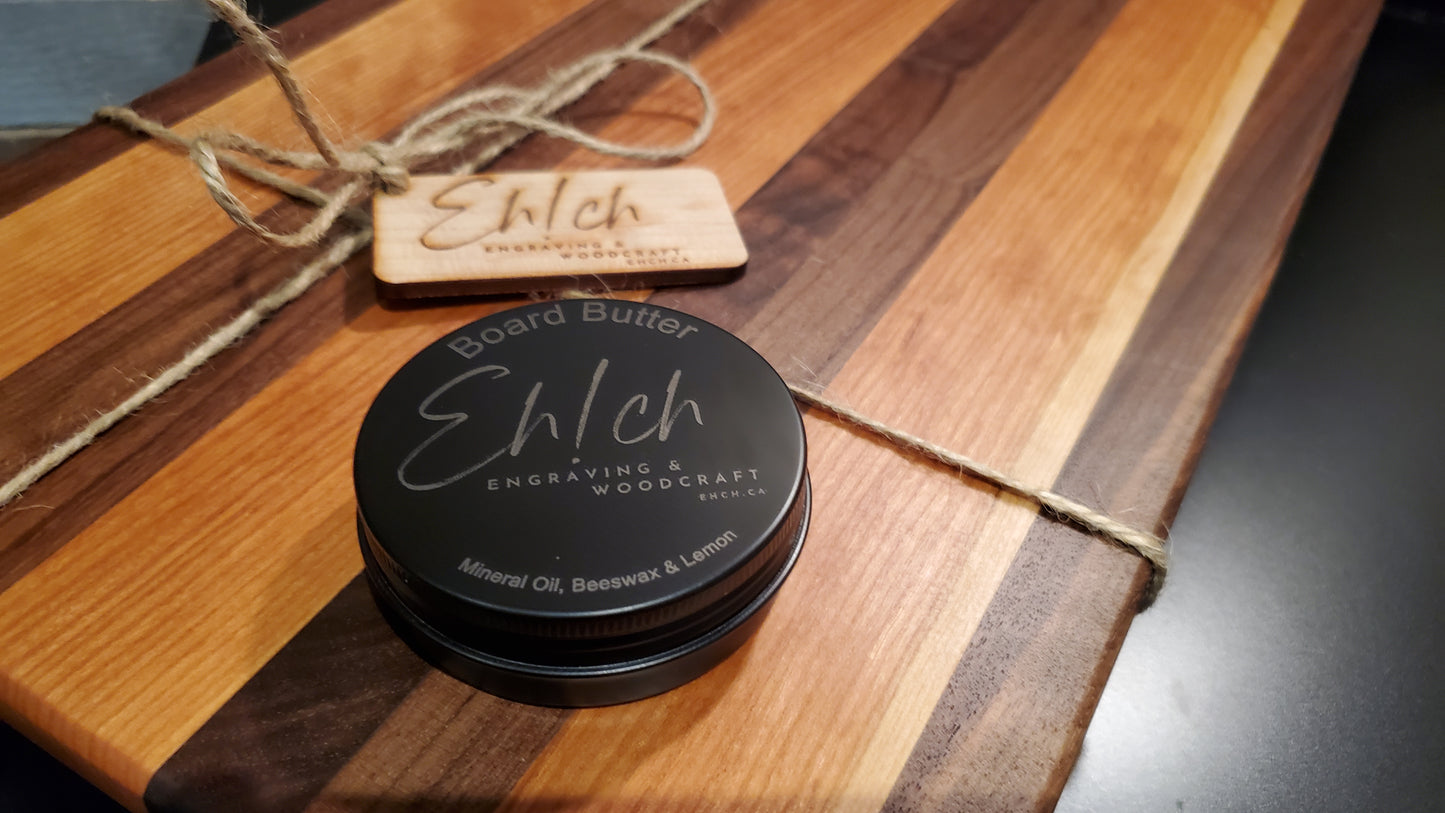 Eh!ch
ENGRAVING &
WOODCRAFT
EHCH.CA
Board Butter
Eh!ch
ENGRAVING &
WOODCRAFT
EHCH.CA
Mineral Oil, Beeswax & Lemon